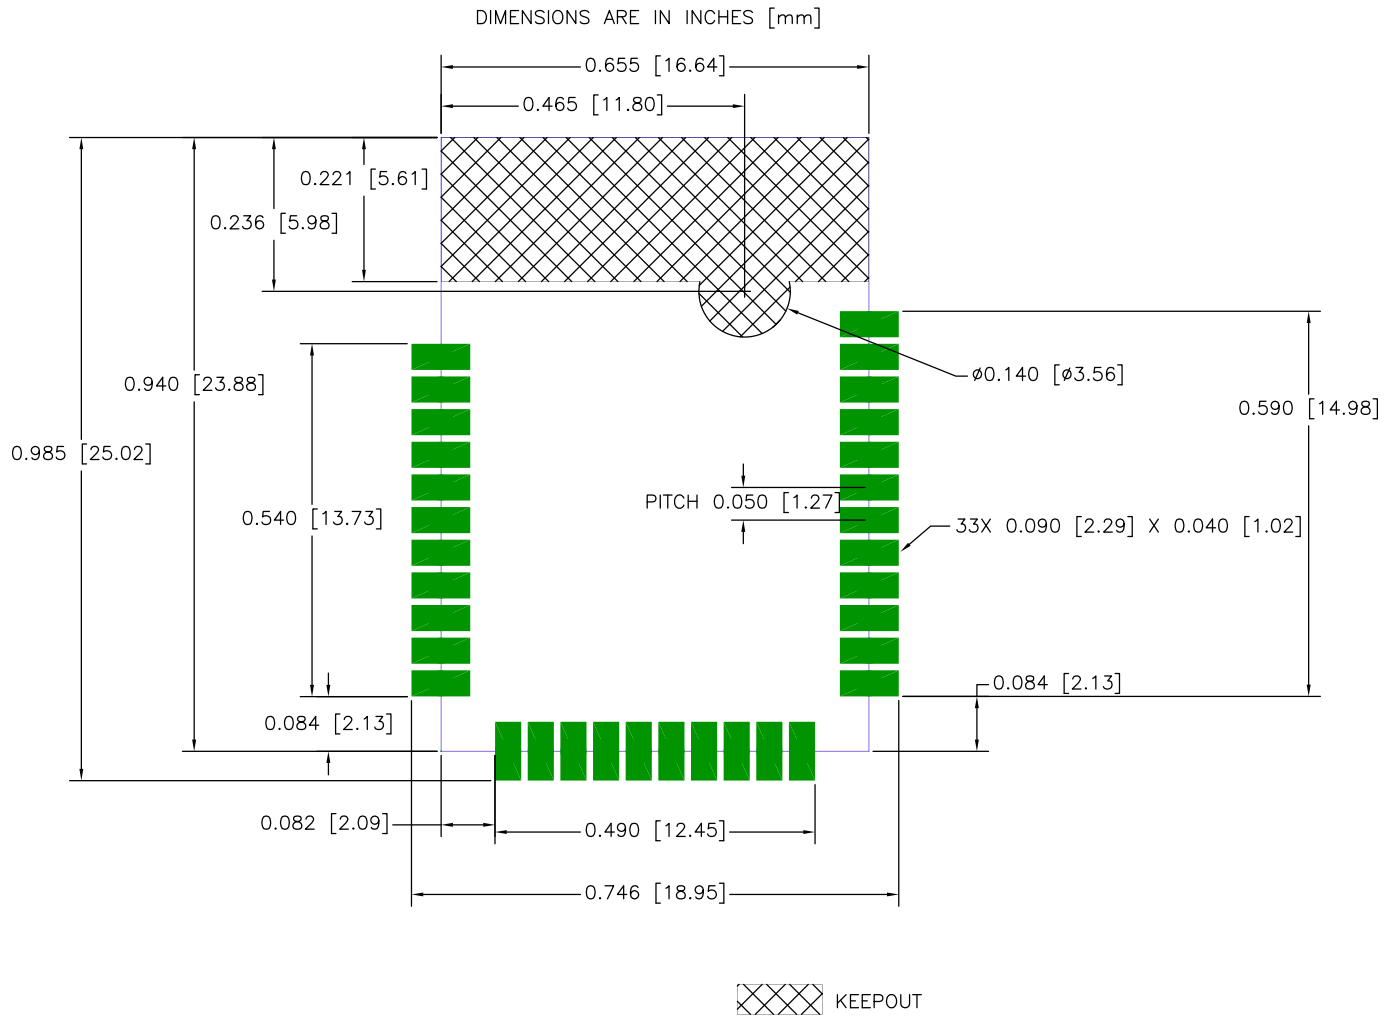 DIMENSIONS ARE IN INCHES [mm]
0.655 [16.64]
0.465 [11.80]
0.221 [5.61]
0.236 [5.98]
0.940 [23.88]
ø0.140 [ø3.56]
0.590 [14.98]
0.985 [25.02]
PITCH 0.050 [1.27]
0.540 [13.73]
33X 0.090 [2.29] X 0.040 [1.02]
0.084 [2.13]
0.084 [2.13]
0.082 [2.09]
0.490 [12.45]
0.746 [18.95]
KEEPOUT